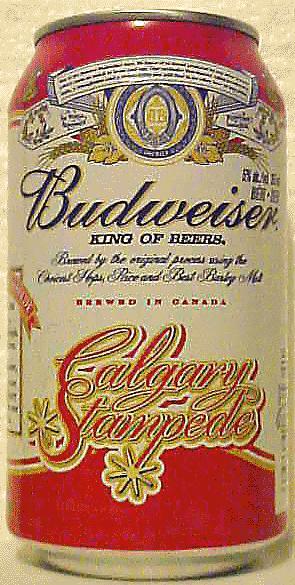 Budweiser
KING OF BEERS.
Brewed by the original process using the
Choicest Hops, Rice and Best Barley Malt
BREWED IN CANADA
Calgary
Stampede